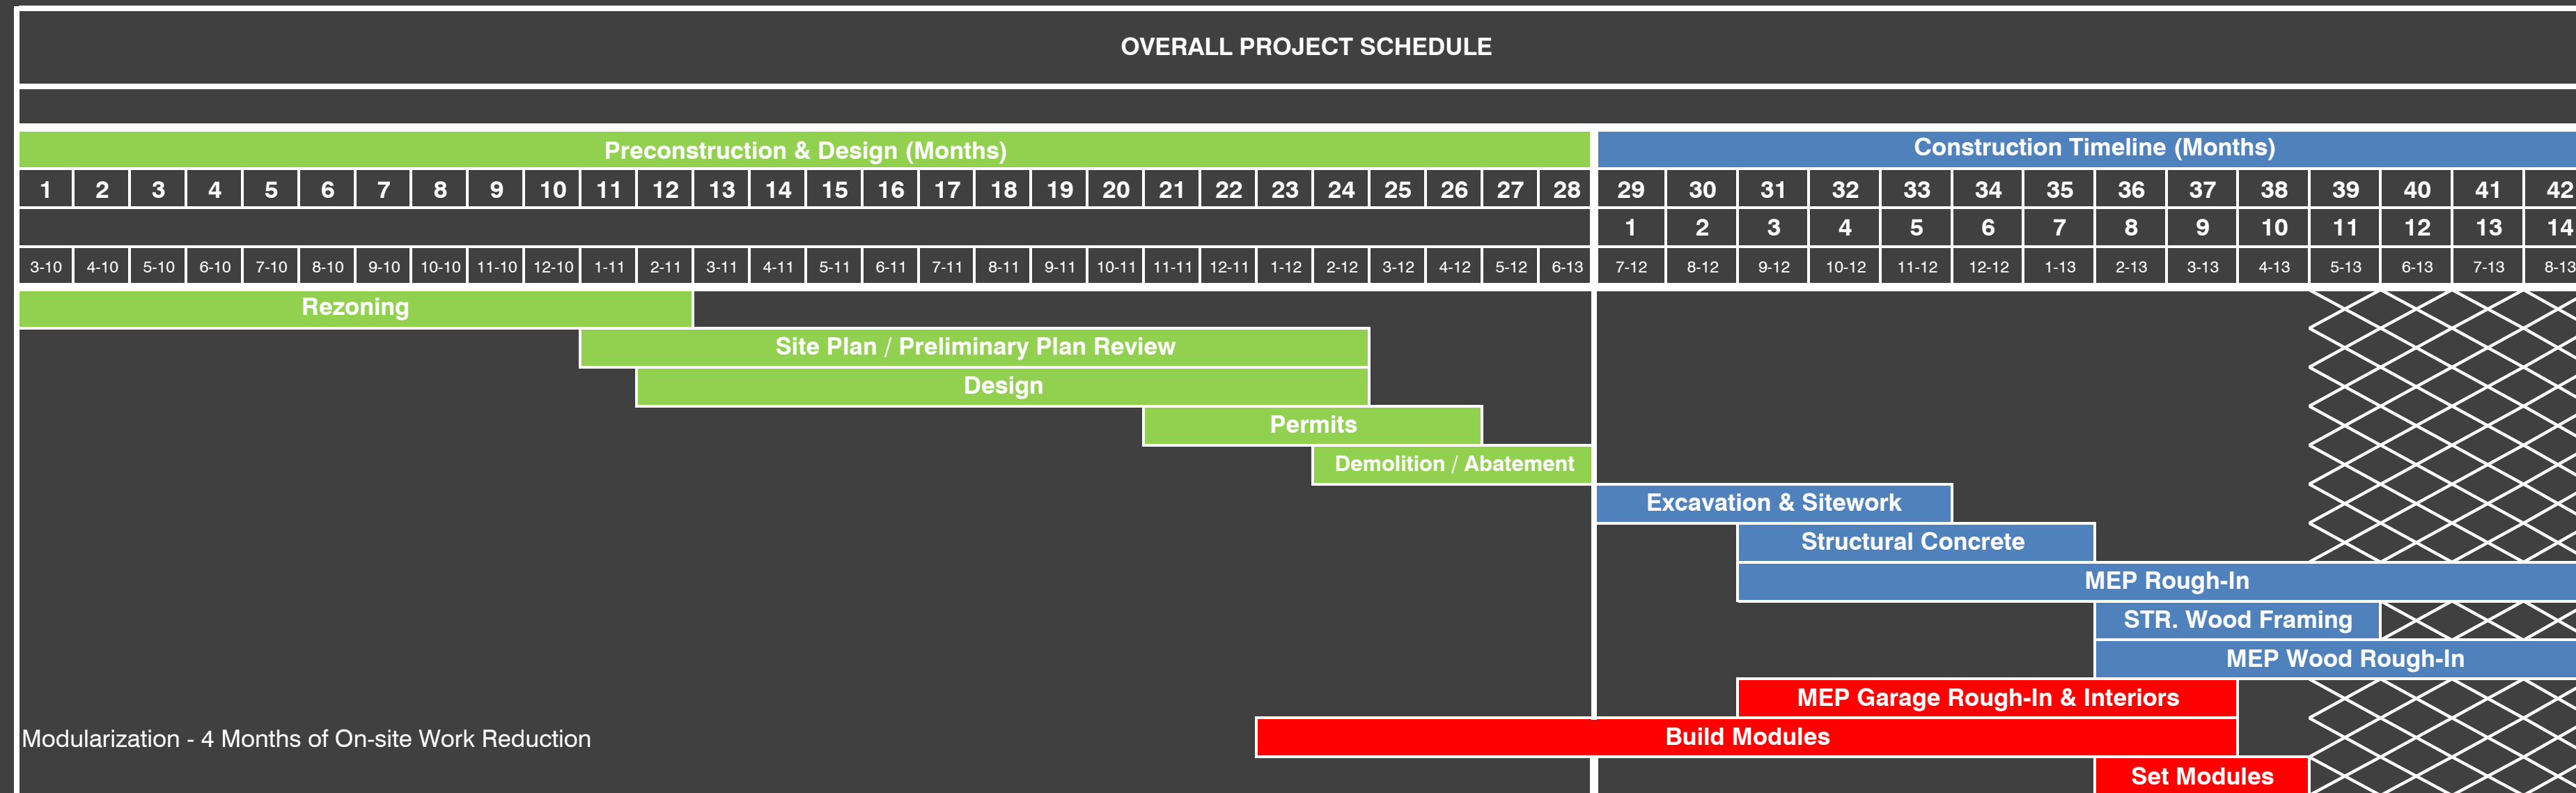 OVERALL PROJECT SCHEDULE
Preconstruction & Design (Months) Construction Timeline (Months)
1 2 3 4 5 6 7 8 9 10 11 12 13 14 15 16 17 18 19 20 21 22 23 24 25 26 27 28 29 30 31 32 33 34 35 36 37 38 39 40 41 42
1 2 3 4 5 6 7 8 9 10 11 12 13 14
3-10 4-10 5-10 6-10 7-10 8-10 9-10 10-10 11-10 12-10 1-11 2-11 3-11 4-11 5-11 6-11 7-11 8-11 9-11 10-11 11-11 12-11 1-12 2-12 3-12 4-12 5-12 6-13 7-12 8-12 9-12 10-12 11-12 12-12 1-13 2-13 3-13 4-13 5-13 6-13 7-13 8-13
Rezoning
Site Plan / Preliminary Plan Review
Design
Permits
Demolition / Abatement
Excavation & Sitework
Structural Concrete
MEP Rough-In
STR. Wood Framing
MEP Wood Rough-In
MEP Garage Rough-In & Interiors
Modularization - 4 Months of On-site Work Reduction Build Modules
Set Modules